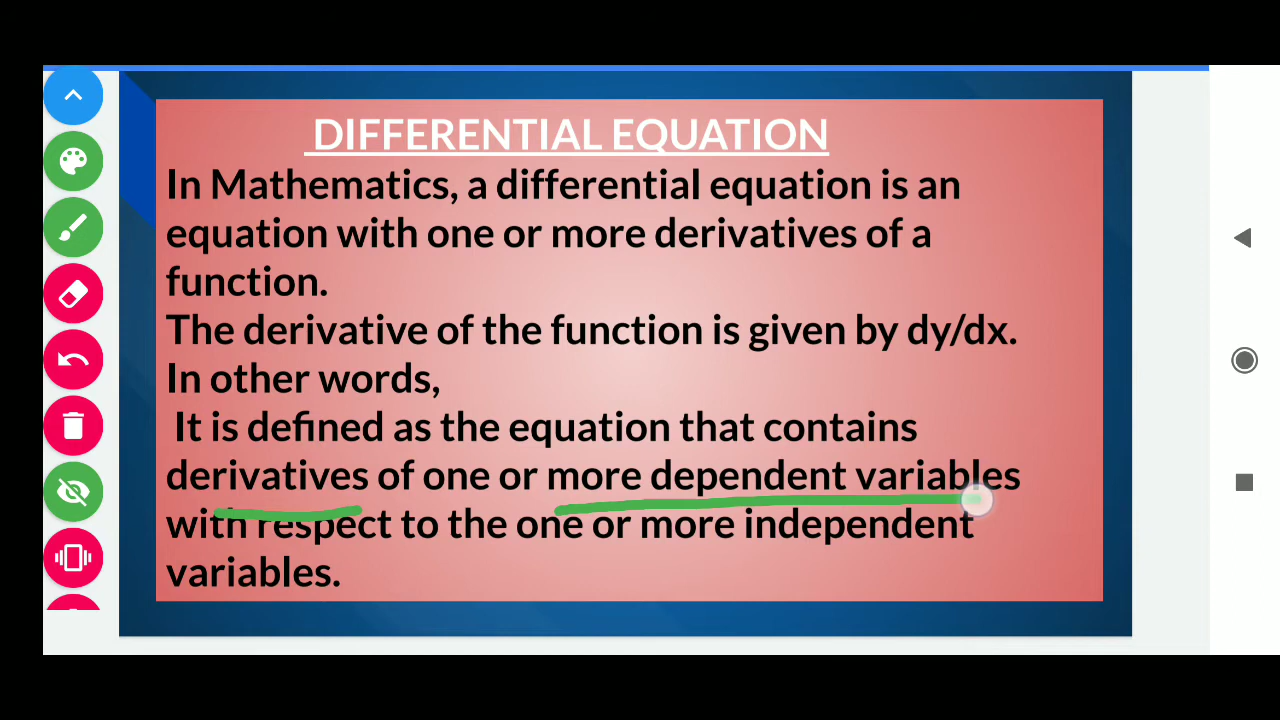 DIFFERENTIAL EQUATION
In Mathematics, a differential equation is an
equation with one or more derivatives of a
function.
The derivative of the function is given by dy/dx.
In other words,
It is defined as the equation that contains
derivatives of one or more dependent variables
with respect to the one or more independent
variables.